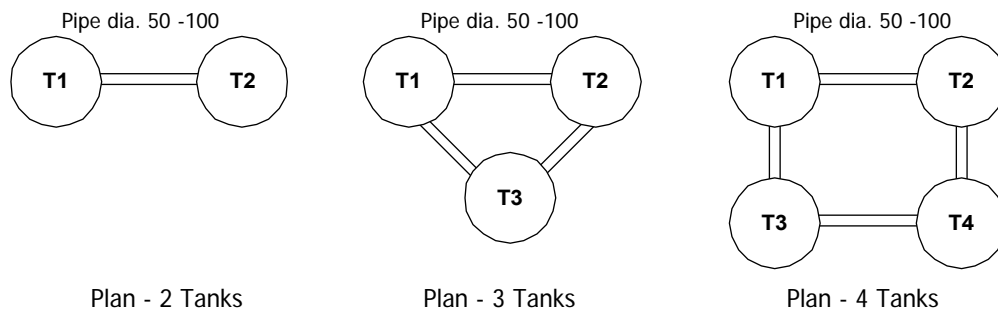 Pipe dia. 50 -100
T1
T2
Plan - 2 Tanks
Pipe dia. 50 -100
T1
T2
T3
Plan - 3 Tanks
Pipe dia. 50 -100
T1
T2
T3
T4
Plan - 4 Tanks